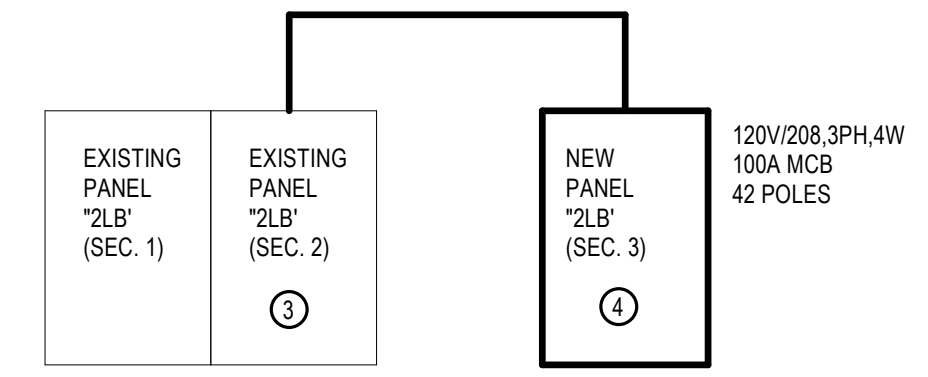 EXISTING
PANEL
"2LB'
(SEC. 1)
EXISTING
PANEL
"2LB'
(SEC. 2)
3
NEW
PANEL
"2LB'
(SEC. 3)
4
120V/208,3PH,4W
100A MCB
42 POLES